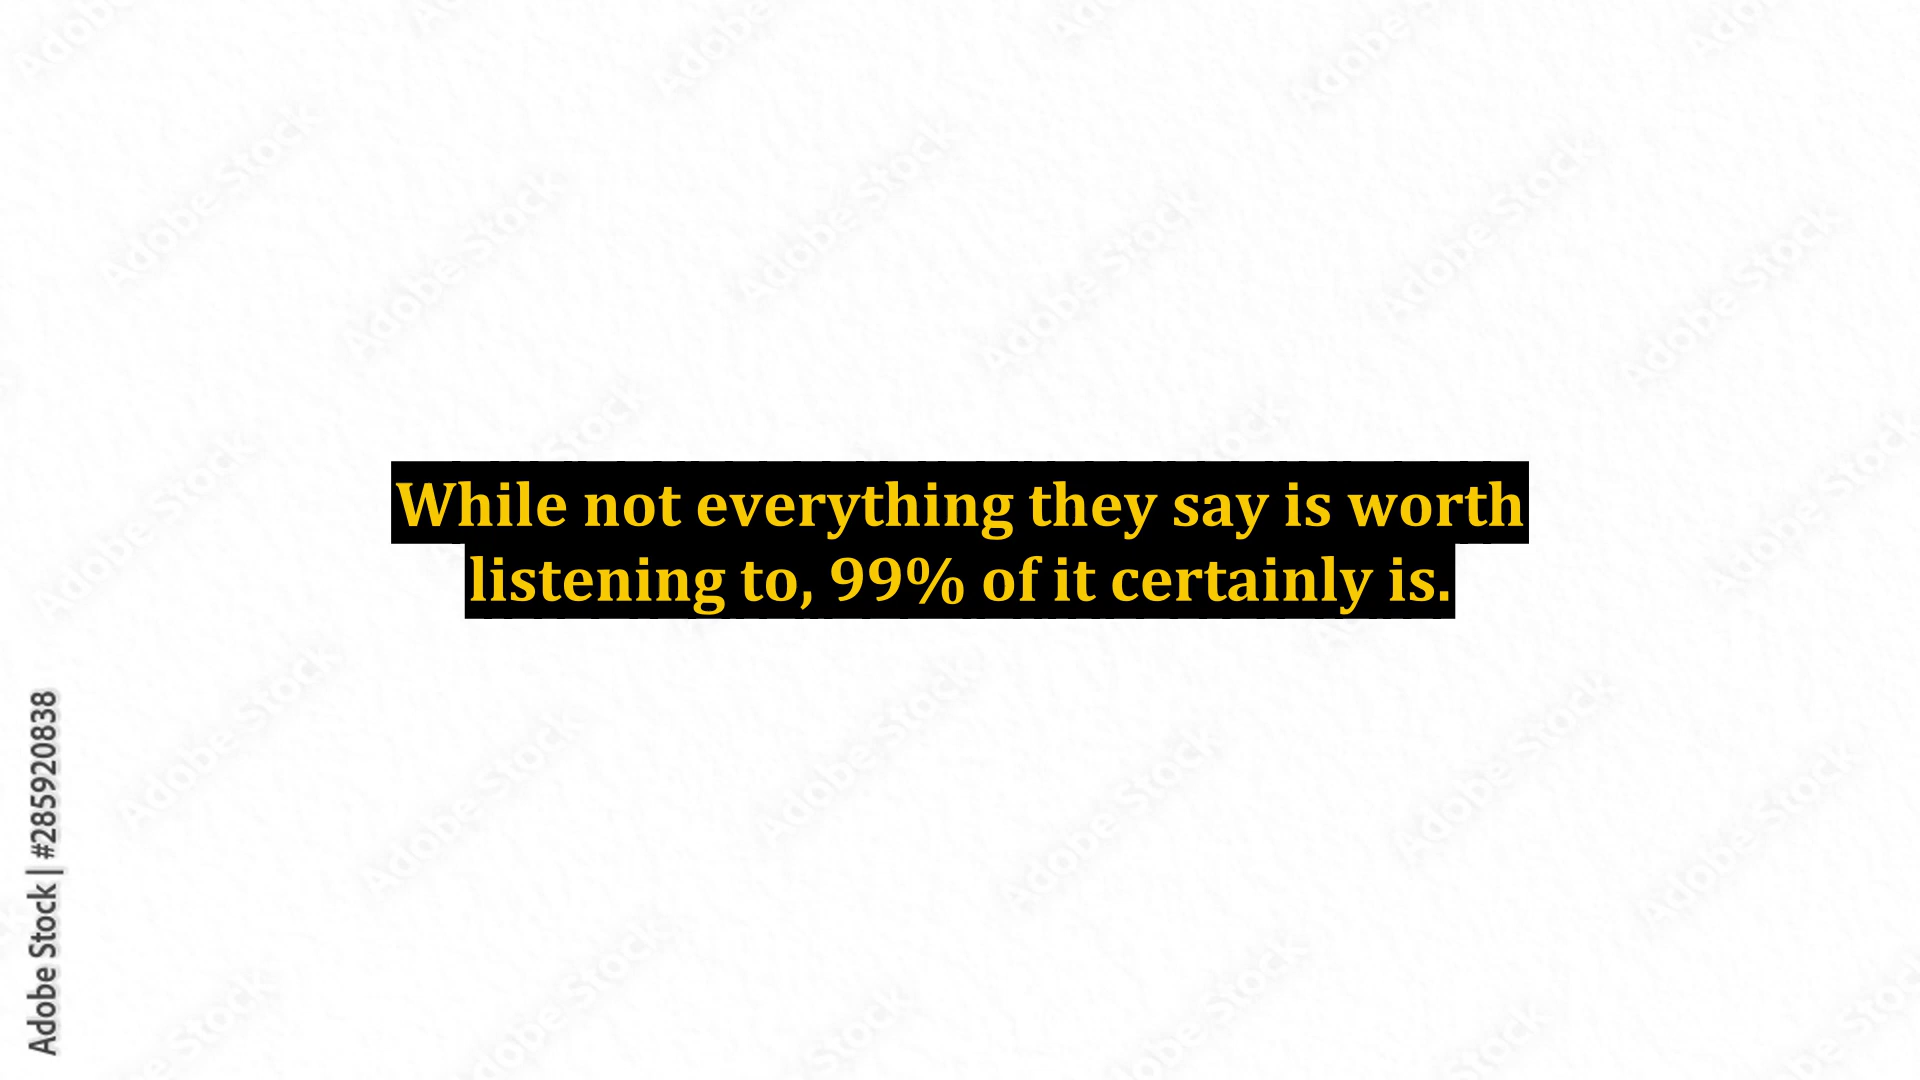 While not everything they say is worth
listening to, 99% of it certainly is.
Adobe Stock | #285920838